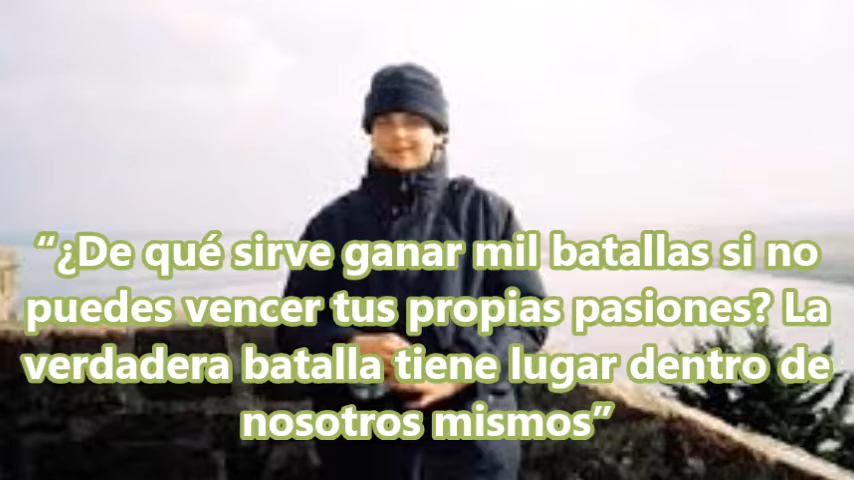 “¿De qué sirve ganar mil batallas si no
puedes vencer tus propias pasiones? La
verdadera batalla tiene lugar dentro de
nosotros mismos”